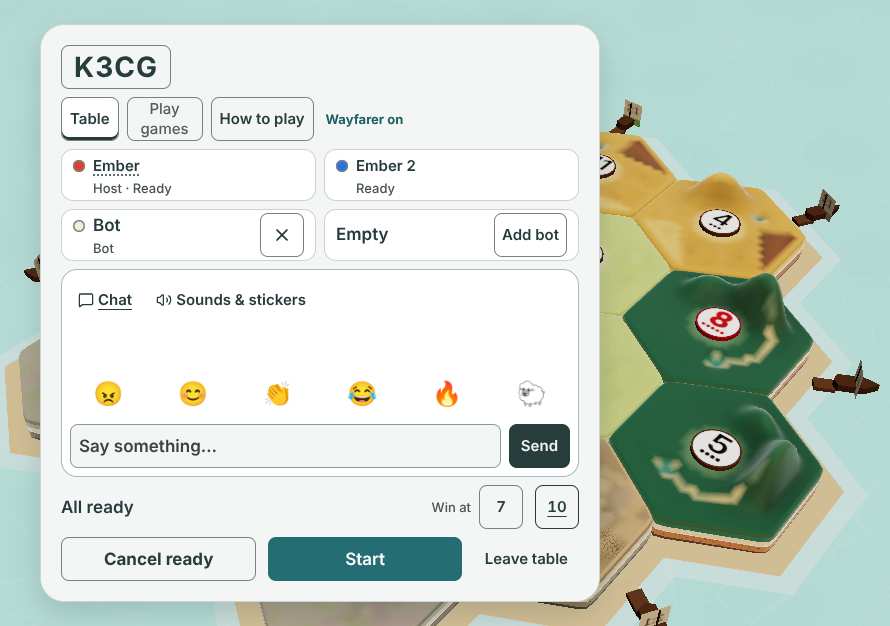 K3CG
Table
Play
games
How to play
Wayfarer on
Ember
Host · Ready
Ember 2
Ready
Bot
Bot
Empty
Add bot
Chat
Sounds & stickers
Say something...
Send
All ready
Win at
7
10
Cancel ready
Start
Leave table
4
8
5